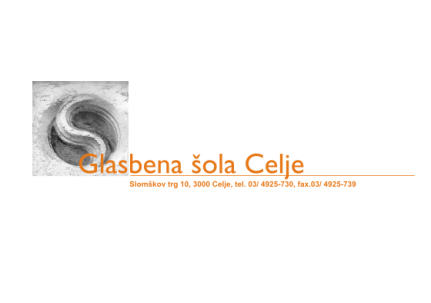 Glasbena šola Celje
Slomškov trg 10, 3000 Celje, tel. 03/ 4925-730, fax.03/ 4925-739